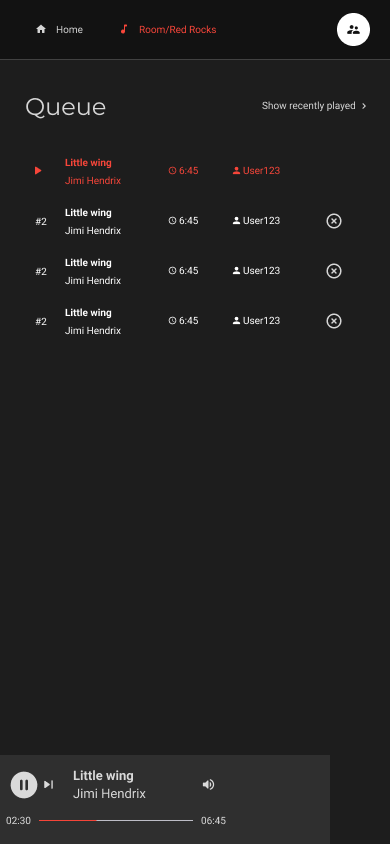 Home Room/Red Rocks
Queue Show recently played
Little wing
Jimi Hendrix
6:45 User123
#2 Little wing
Jimi Hendrix
6:45 User123
#2 Little wing
Jimi Hendrix
6:45 User123
#2 Little wing
Jimi Hendrix
6:45 User123
Little wing
Jimi Hendrix
02:30 06:45